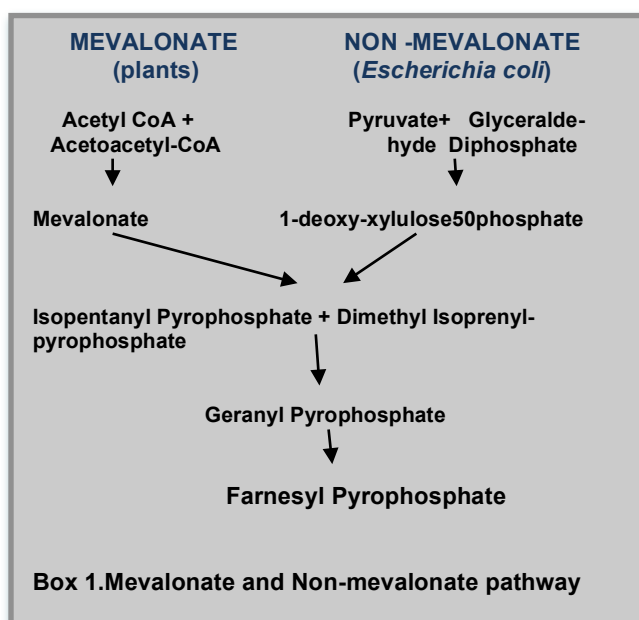 MEVALONATE NON -MEVALONATE
(plants) (Escherichia coli)
Acetyl CoA +
Acetoacetyl-CoA
Pyruvate+ Glyceralde-
hyde Diphosphate
Mevalonate 1-deoxy-xylulose50phosphate
Isopentanyl Pyrophosphate + Dimethyl Isoprenyl-
pyrophosphate
Geranyl Pyrophosphate
Farnesyl Pyrophosphate
Box 1.Mevalonate and Non-mevalonate pathway